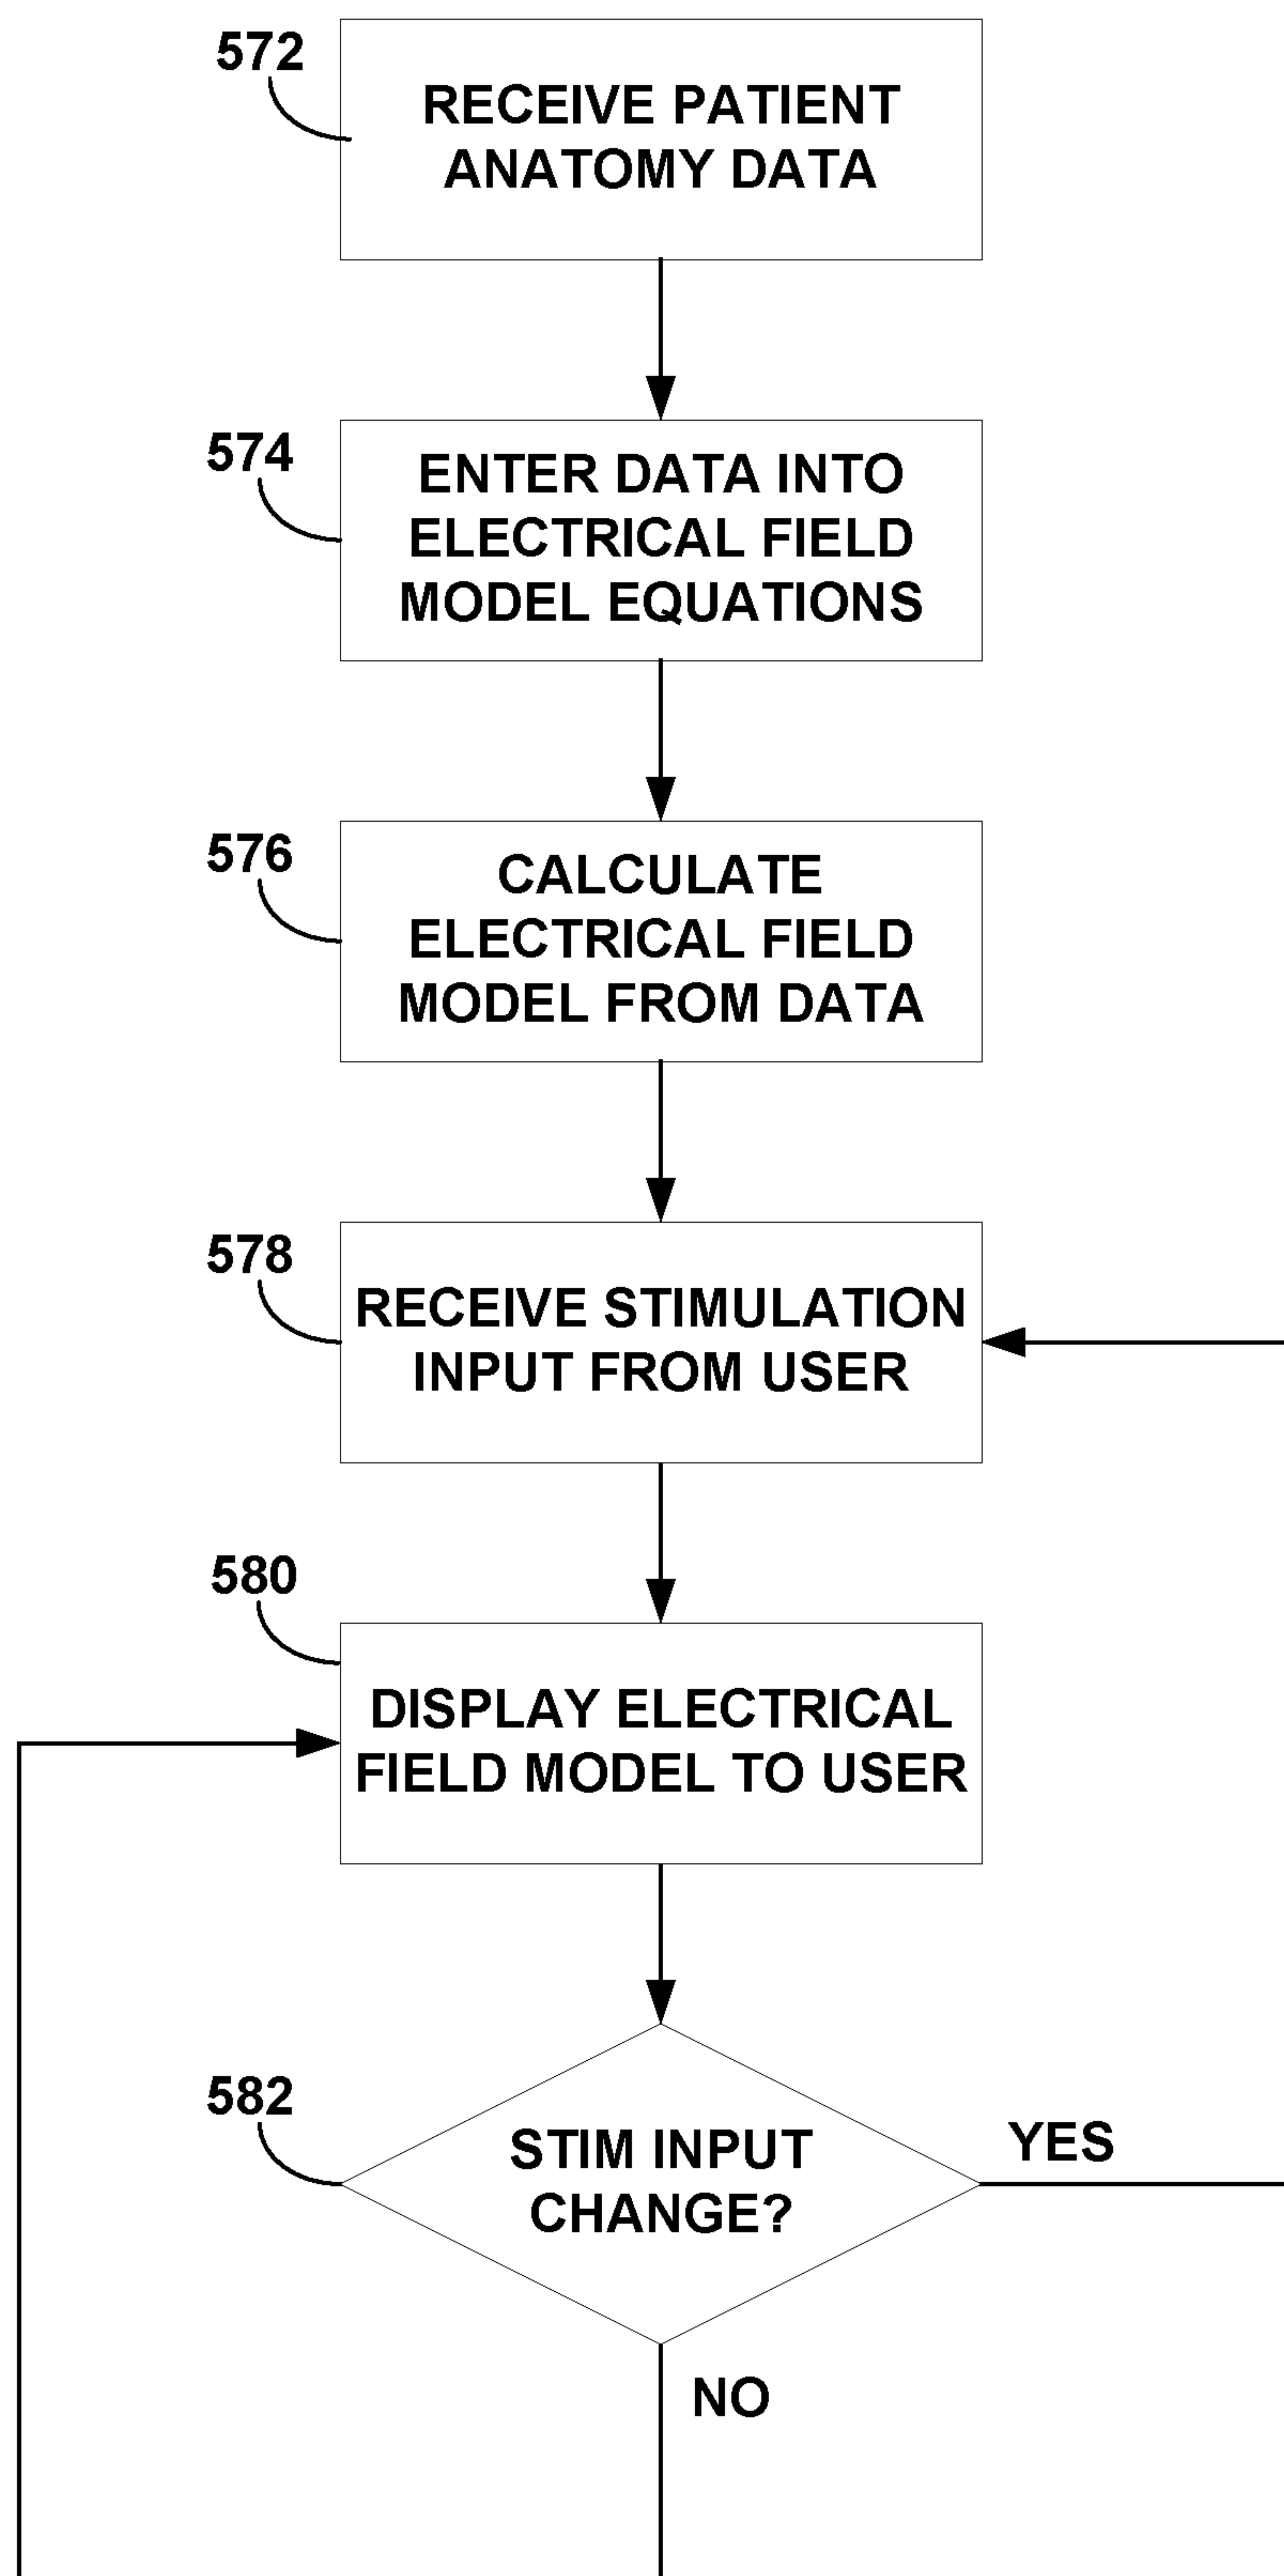 572
RECEIVE PATIENT
ANATOMY DATA
574
ENTER DATA INTO
ELECTRICAL FIELD
MODEL EQUATIONS
576
CALCULATE
ELECTRICAL FIELD
MODEL FROM DATA
578
RECEIVE STIMULATION
INPUT FROM USER
580
DISPLAY ELECTRICAL
FIELD MODEL TO USER
582
STIM INPUT
CHANGE?
YES
NO